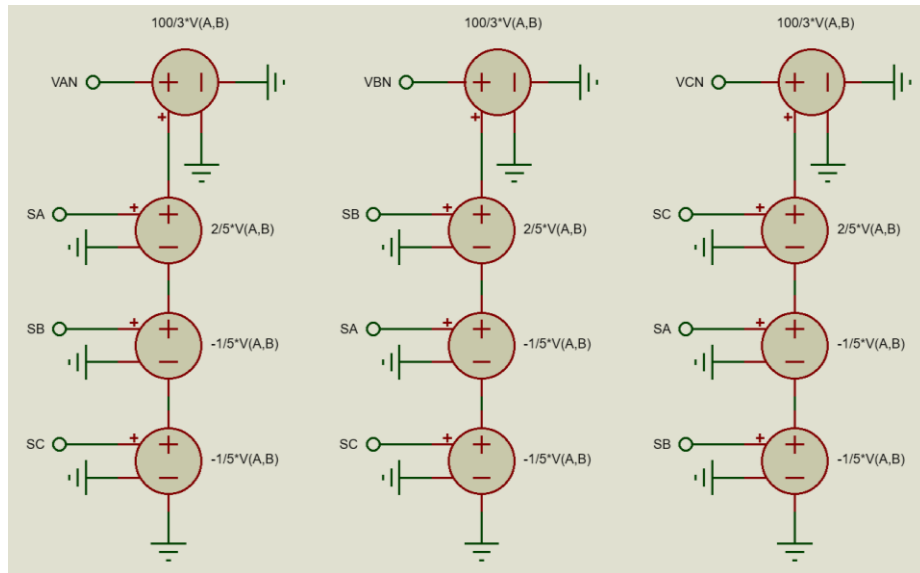 100/3*V(A,B) 100/3*V(A,B) 100/3*V(A,B)
VAN VBN VCN
SA 2/5*V(A,B) SB 2/5*V(A,B) SC 2/5*V(A,B)
SB -1/5*V(A,B) SA -1/5*V(A,B) SA -1/5*V(A,B)
SC -1/5*V(A,B) SC -1/5*V(A,B) SB -1/5*V(A,B)